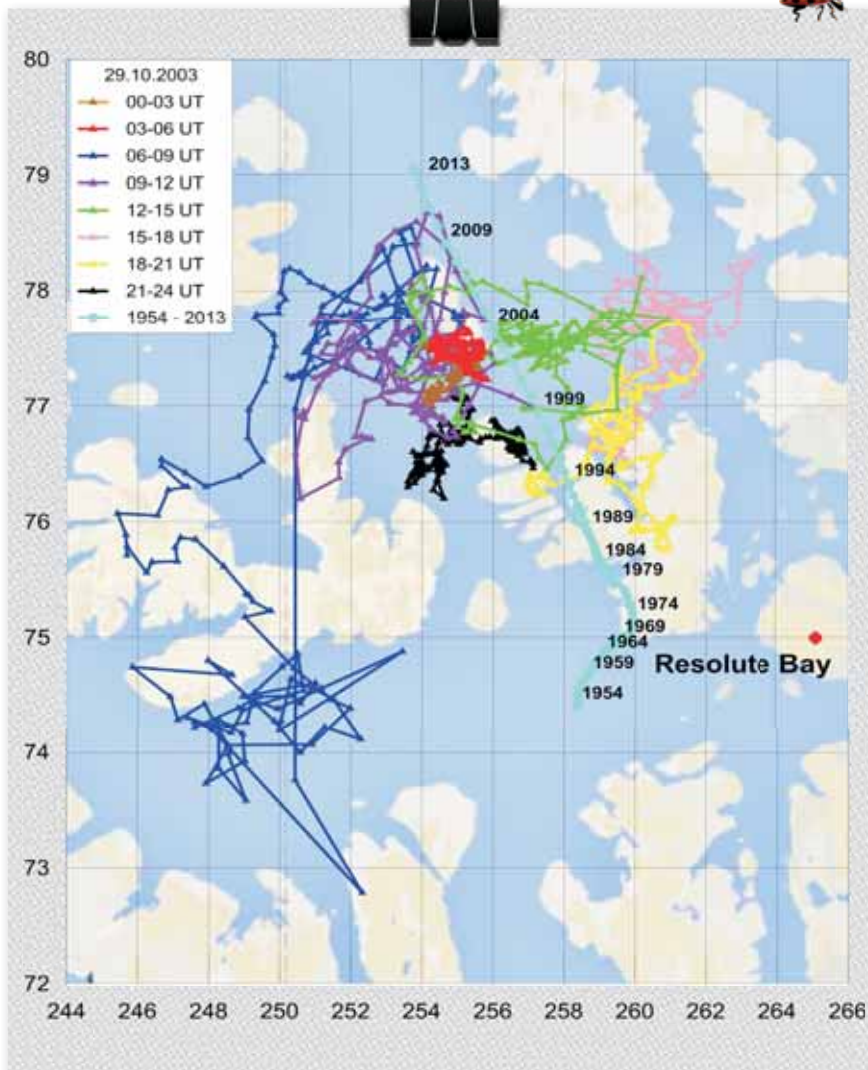 80
29.10.2003
00-03 UT
03-06 UT
06-09 UT
09-12 UT
12-15 UT
15-18 UT
18-21 UT
21-24 UT
1954 - 2013
79
78
77
76
75
74
73
72
2013
2009
2004
1999
1994
1989
1984
1979
1974
1969
1964
1959
1954
Resolute Bay
244 246 248 250 252 254 256 258 260 262 264 266